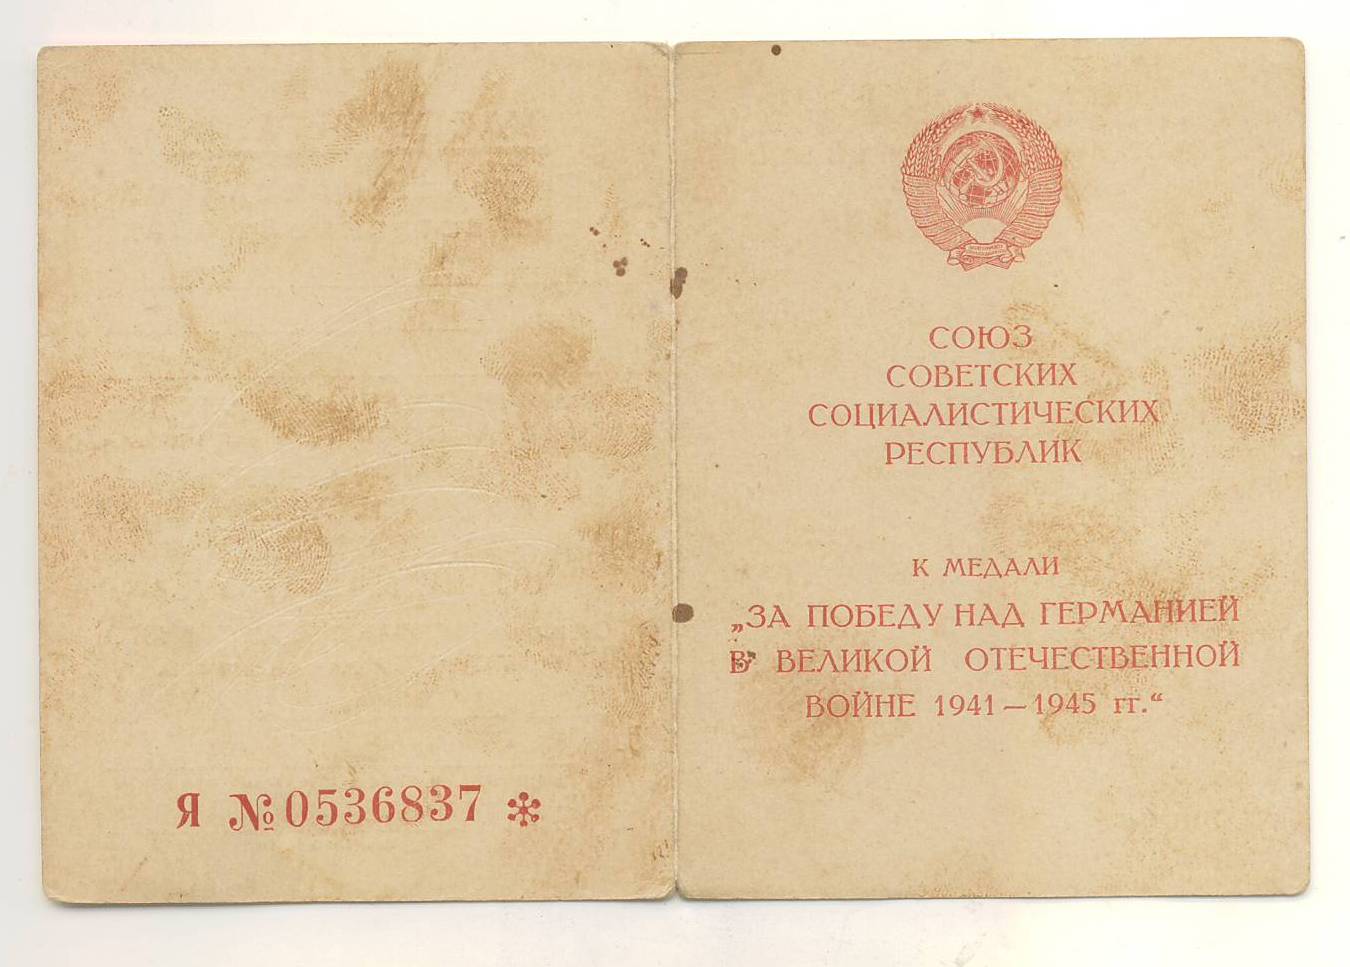 Я №0536837 *
СОЮЗ
СОВЕТСКИХ
СОЦИАЛИСТИЧЕСКИХ
РЕСПУБЛИК
К МЕДАЛИ
„ЗА ПОБЕДУ НАД ГЕРМАНИЕЙ
В ВЕЛИКОЙ ОТЕЧЕСТВЕННОЙ
ВОЙНЕ 1941—1945 гг.“